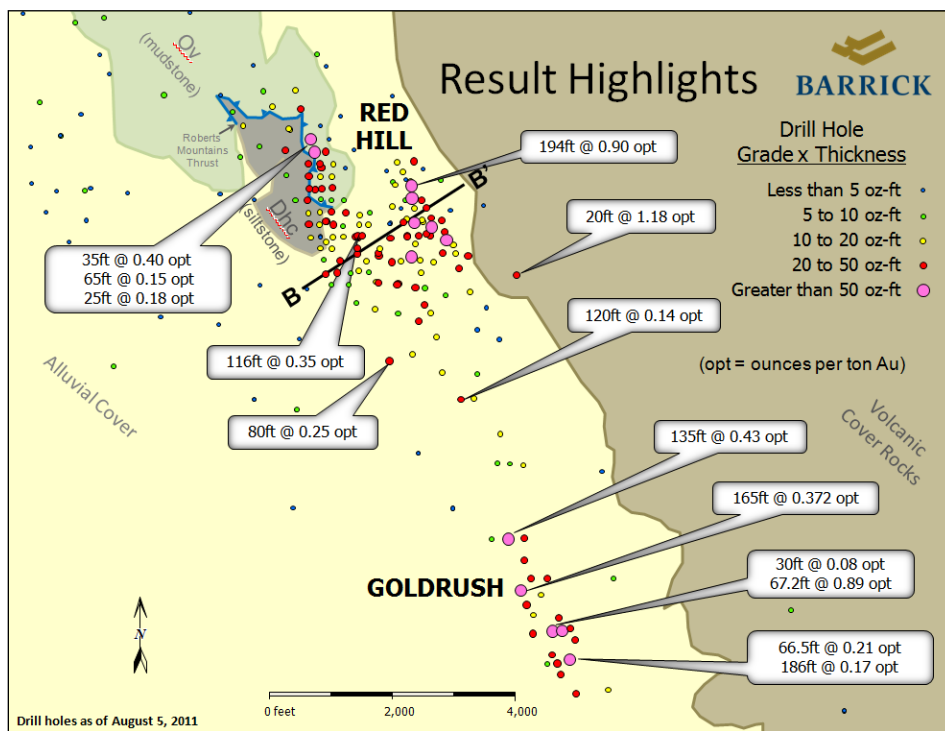 Result Highlights
BARRICK
Ov
(mudstone)
Roberts
Mountains
Thrust
Dhc
(siltstone)
RED
HILL
B
B'
Drill Hole
Grade x Thickness
Less than 5 oz-ft
5 to 10 oz-ft
10 to 20 oz-ft
20 to 50 oz-ft
Greater than 50 oz-ft
(opt = ounces per ton Au)
194ft @ 0.90 opt
20ft @ 1.18 opt
35ft @ 0.40 opt
65ft @ 0.15 opt
25ft @ 0.18 opt
120ft @ 0.14 opt
116ft @ 0.35 opt
80ft @ 0.25 opt
Alluvial Cover
Volcanic
Cover Rocks
135ft @ 0.43 opt
165ft @ 0.372 opt
GOLDRUSH
30ft @ 0.08 opt
67.2ft @ 0.89 opt
66.5ft @ 0.21 opt
186ft @ 0.17 opt
N
0 feet
2,000
4,000
Drill holes as of August 5, 2011